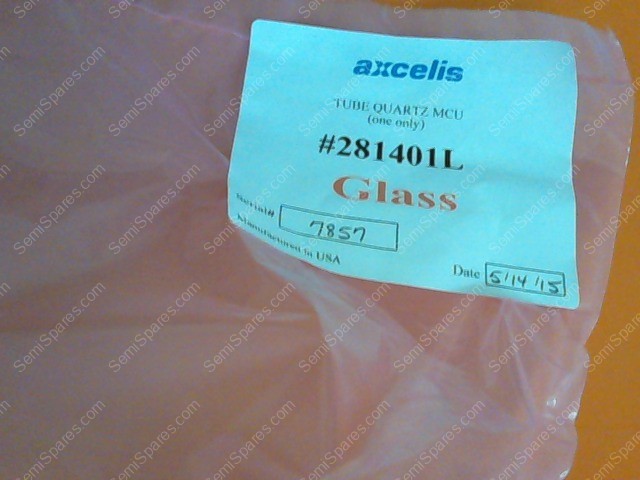 axcelis
TUBE QUARTZ MCU
(one only)
#281401L
Glass
Serial# 7857
Manufactured in USA
Date 5/14/15
SemiSpares.com